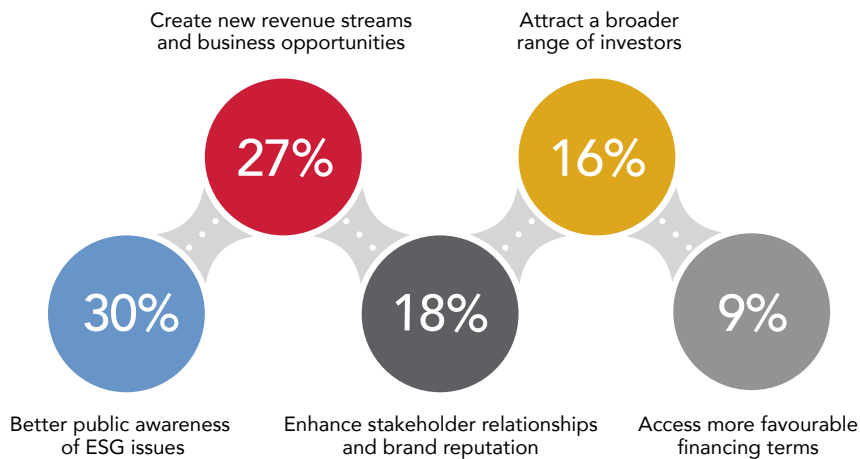 Create new revenue streams
and business opportunities
Attract a broader
range of investors
27%
16%
30%
18%
9%
Better public awareness
of ESG issues
Enhance stakeholder relationships
and brand reputation
Access more favourable
financing terms